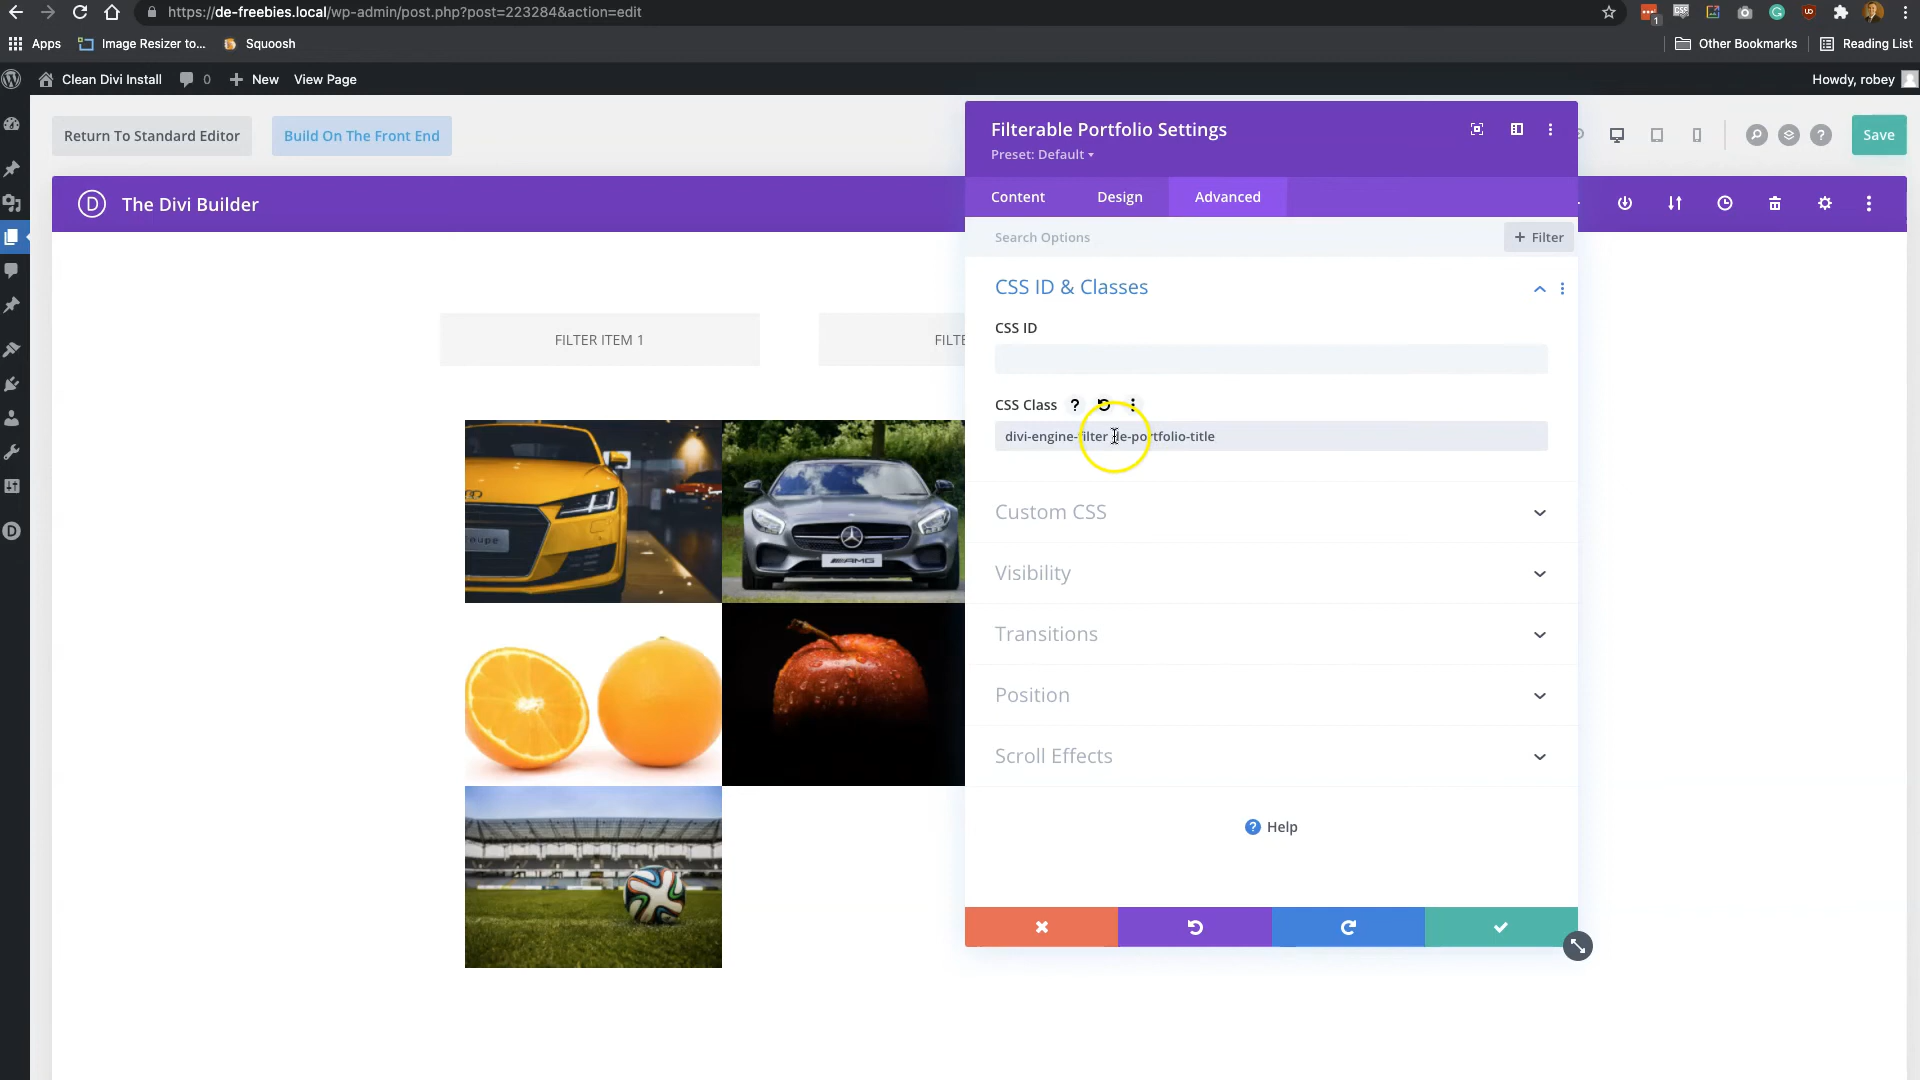 https://de-freebies.local/wp-admin/post.php?post=223284&action=edit
1
Apps
Image Resizer to...
Squoosh
Other Bookmarks
Reading List
Clean Divi Install
0
New
View Page
Howdy, robey
Return To Standard Editor
Build On The Front End
Save
The Divi Builder
Filterable Portfolio Settings
Preset: Default
Content
Design
Advanced
Search Options
+ Filter
CSS ID & Classes
CSS ID
CSS Class
divi-engine-filter de-portfolio-title
Custom CSS
Visibility
Transitions
Position
Scroll Effects
Help
FILTER ITEM 1
FILTE
oupe
AMG